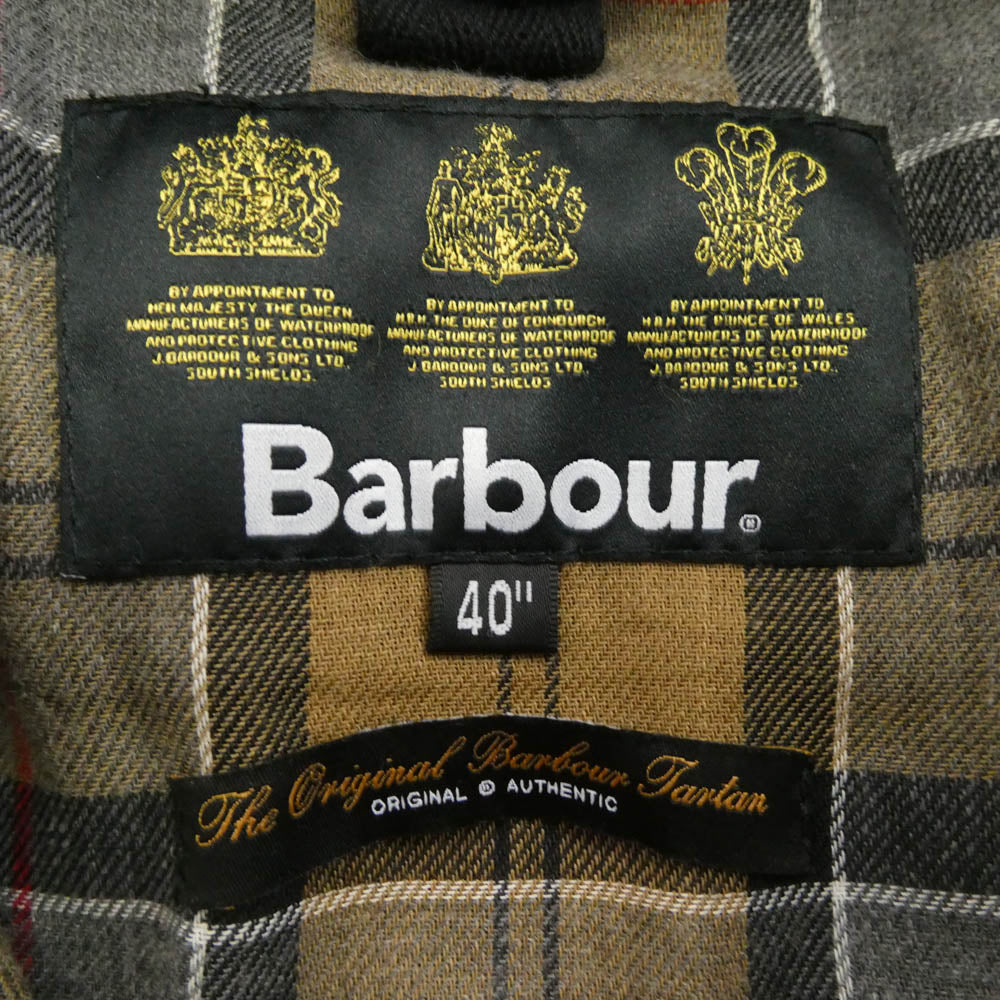 BY APPOINTMENT TO
HER MAJESTY THE QUEEN
MANUFACTURERS OF WATERPROOF
AND PROTECTIVE CLOTHING
J. BARBOUR & SONS LTD.
SOUTH SHIELDS.
BY APPOINTMENT TO
H.R.H. THE DUKE OF EDINBURGH
MANUFACTURERS OF WATERPROOF
AND PROTECTIVE CLOTHING
J. BARBOUR & SONS LTD.
SOUTH SHIELDS
BY APPOINTMENT TO
H.R.H. THE PRINCE OF WALES
MANUFACTURERS OF WATERPROOF
AND PROTECTIVE CLOTHING
J. BARBOUR & SONS LTD.
SOUTH SHIELDS.
Barbour®
40"
The Original Barbour Tartan
ORIGINAL AUTHENTIC